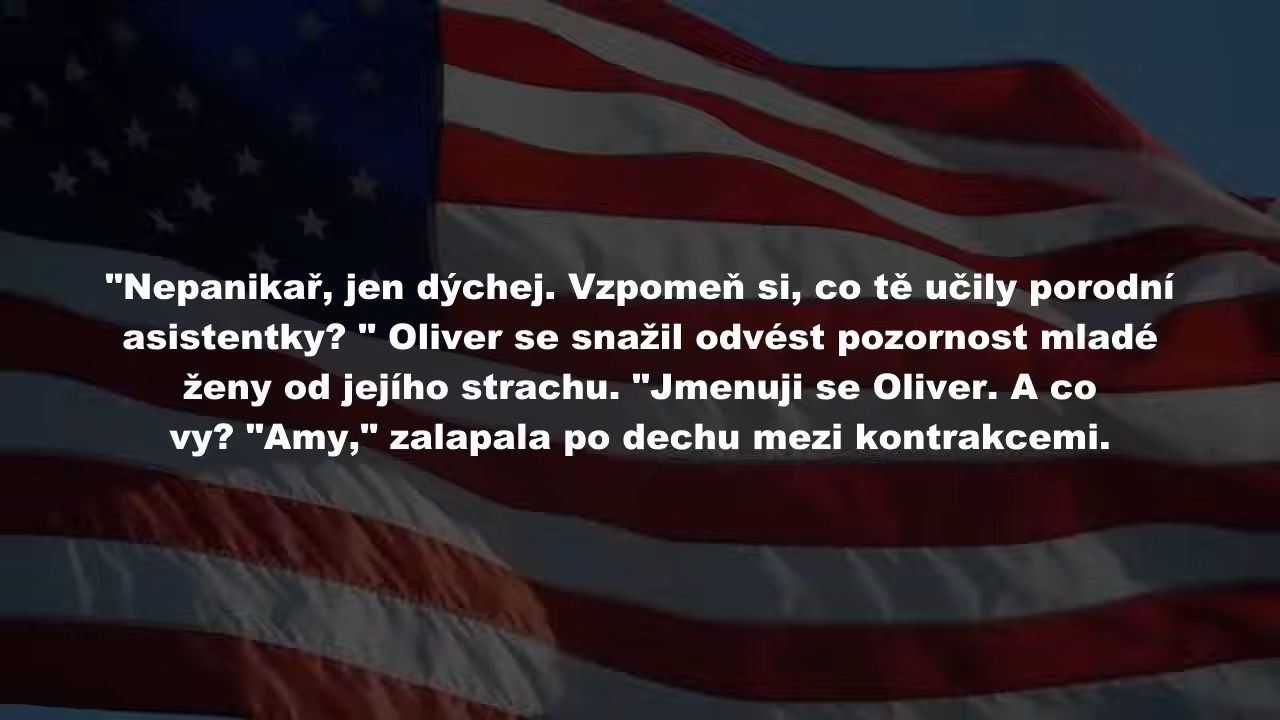 "Nepanikař, jen dýchej. Vzpomeň si, co tě učily porodní
asistentky? " Oliver se snažil odvést pozornost mladé
ženy od jejího strachu. "Jmenuji se Oliver. A co
vy? "Amy," zalapala po dechu mezi kontrakcemi.